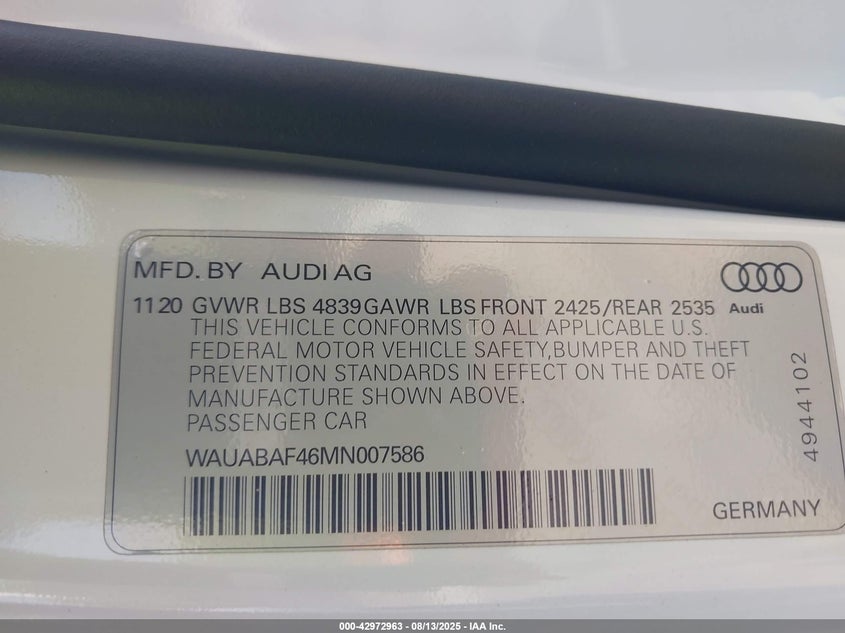 MFD. BY AUDI AG
1120 GVWR LBS 4839 GAWR LBS FRONT 2425/REAR 2535 Audi
THIS VEHICLE CONFORMS TO ALL APPLICABLE U.S.
FEDERAL MOTOR VEHICLE SAFETY, BUMPER AND THEFT
PREVENTION STANDARDS IN EFFECT ON THE DATE OF
MANUFACTURE SHOWN ABOVE.
PASSENGER CAR
4944102
WAUABAF46MN007586
GERMANY
000-42972963 - 08/13/2025 - IAA Inc.